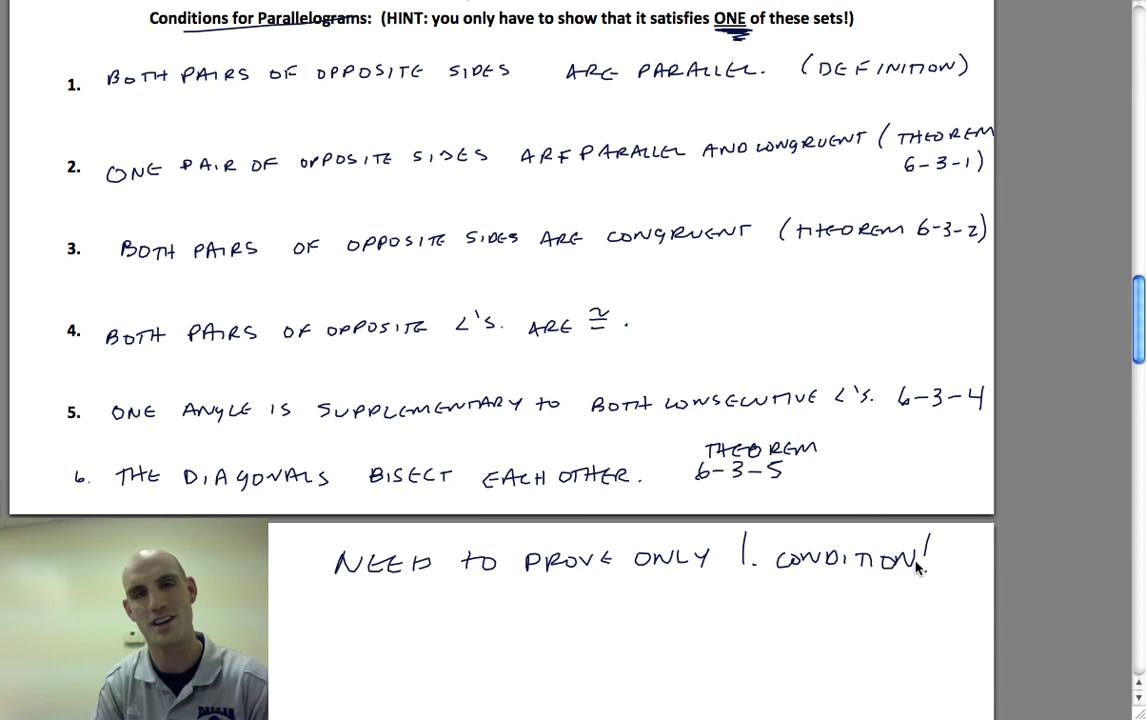 Conditions for Parallelograms: (HINT: you only have to show that it satisfies ONE of these sets!)
1. BOTH PAIRS OF OPPOSITE SIDES ARE PARALLEL. (DEFINITION)
2. ONE PAIR OF OPPOSITE SIDES ARE PARALLEL AND CONGRUENT (THEOREM
6-3-1)
3. BOTH PAIRS OF OPPOSITE SIDES ARE CONGRUENT (THEOREM 6-3-2)
4. BOTH PAIRS OF OPPOSITE ∠'S. ARE ≅.
5. ONE ANGLE IS SUPPLEMENTARY TO BOTH CONSECUTIVE ∠'S. 6-3-4
THEOREM
6. THE DIAGONALS BISECT EACH OTHER. 6-3-5
NEED TO PROVE ONLY 1. CONDITION!
DALLAS